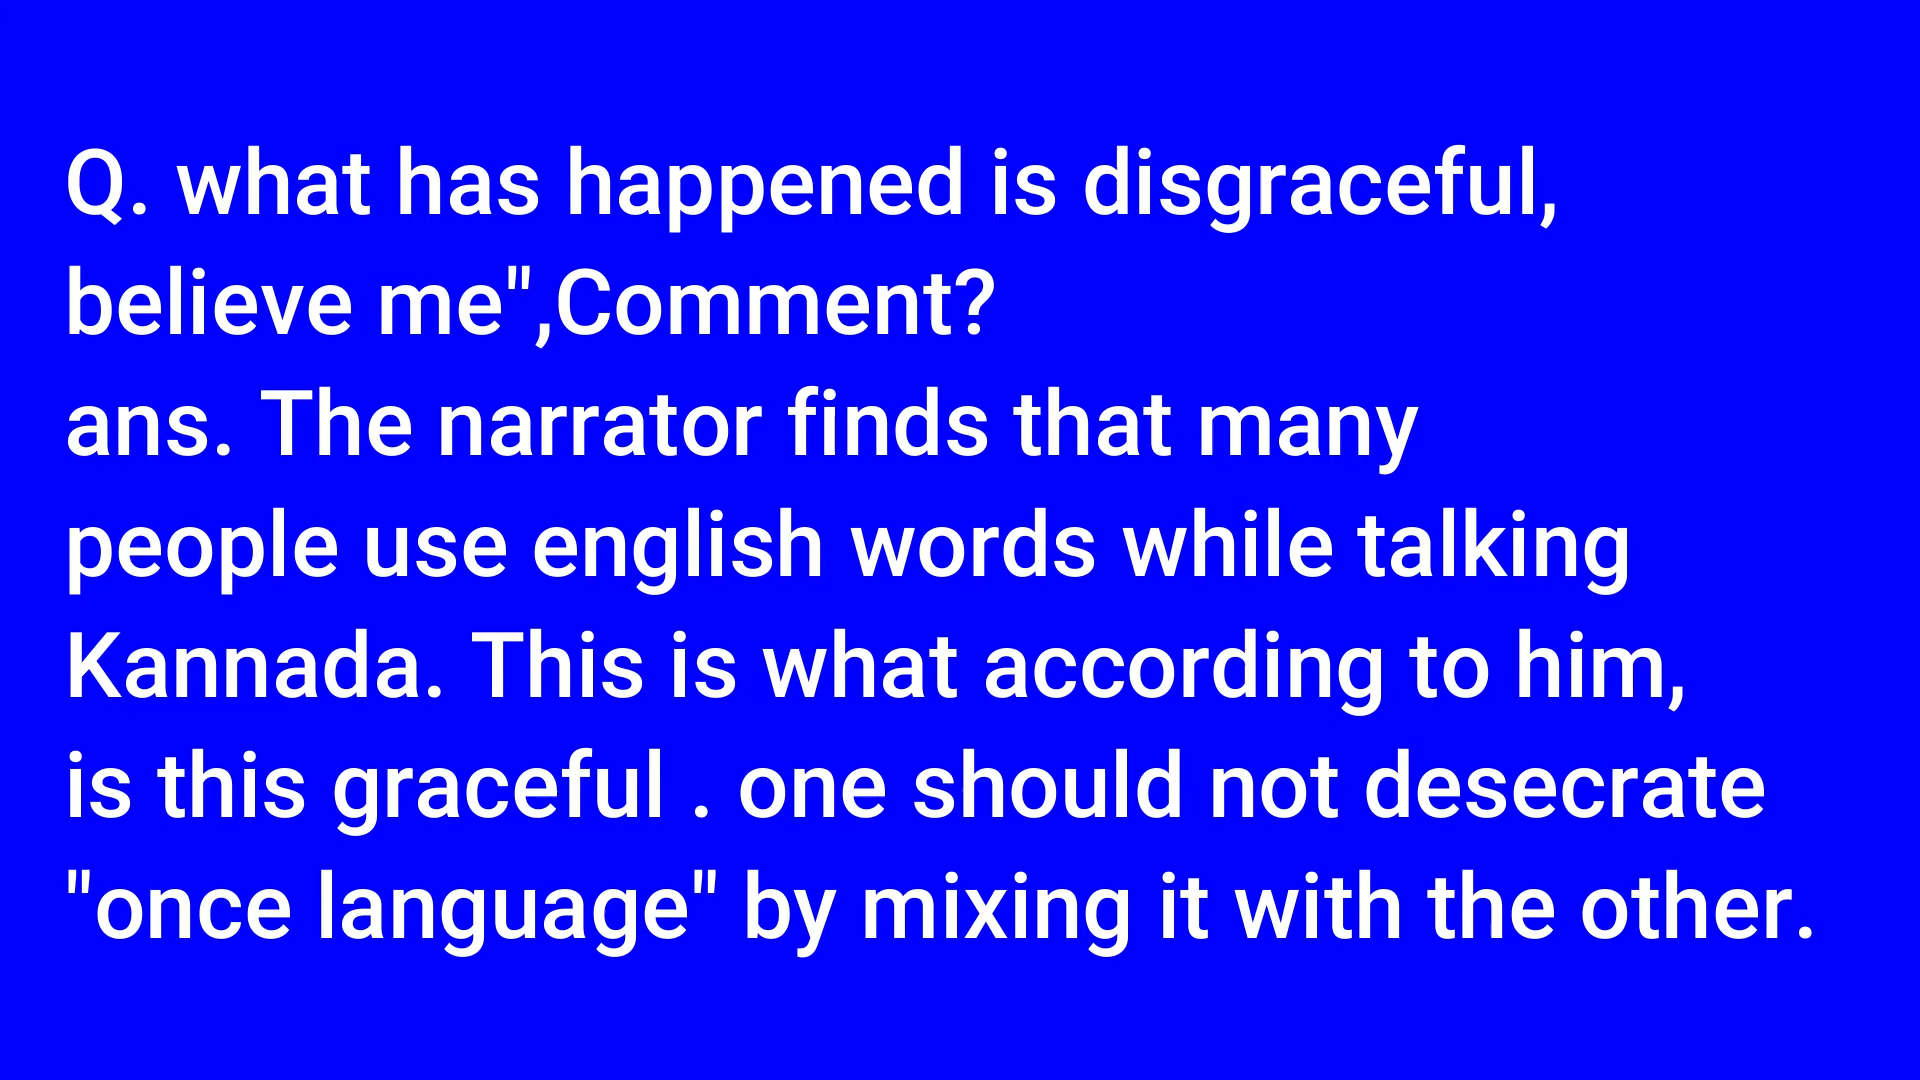 Q. what has happened is disgraceful,
believe me",Comment?
ans. The narrator finds that many
people use english words while talking
Kannada. This is what according to him,
is this graceful . one should not desecrate
"once language" by mixing it with the other.